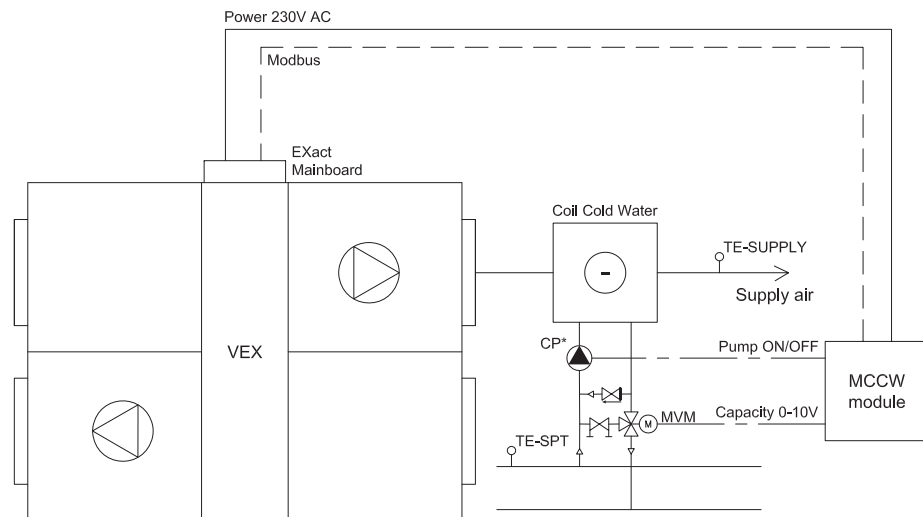 Power 230V AC
Modbus
EXact
Mainboard
Coil Cold Water
TE-SUPPLY
-
Supply air
VEX
CP*
Pump ON/OFF
MCCW
module
M
MVM
Capacity 0-10V
TE-SPT